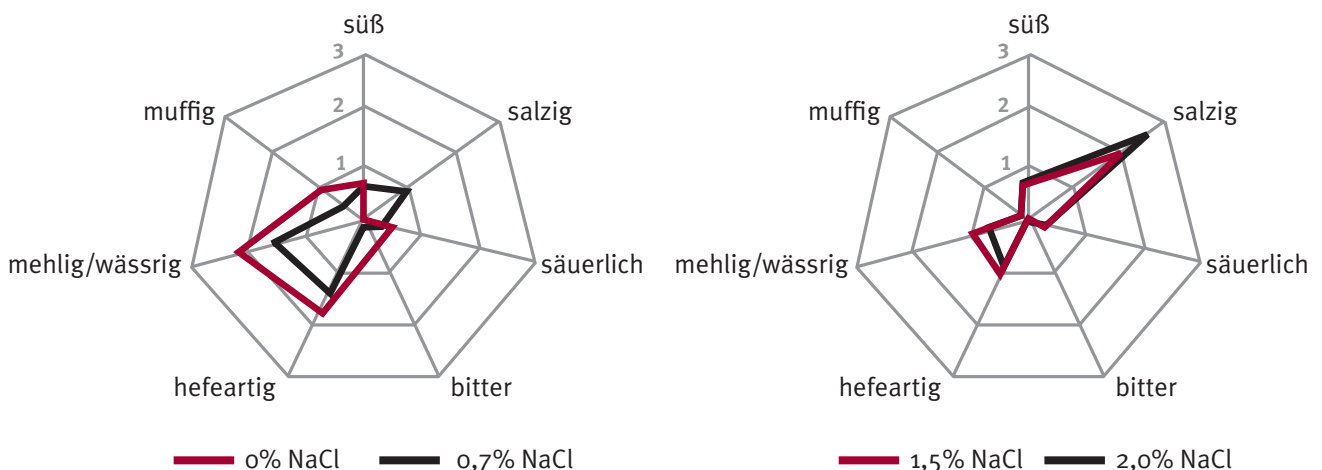 süß
3
muffig
salzig
2
1
mehlig/wässrig
säuerlich
hefeartig
bitter
0% NaCl
0,7% NaCl
süß
3
muffig
salzig
2
1
mehlig/wässrig
säuerlich
hefeartig
bitter
1,5% NaCl
2,0% NaCl